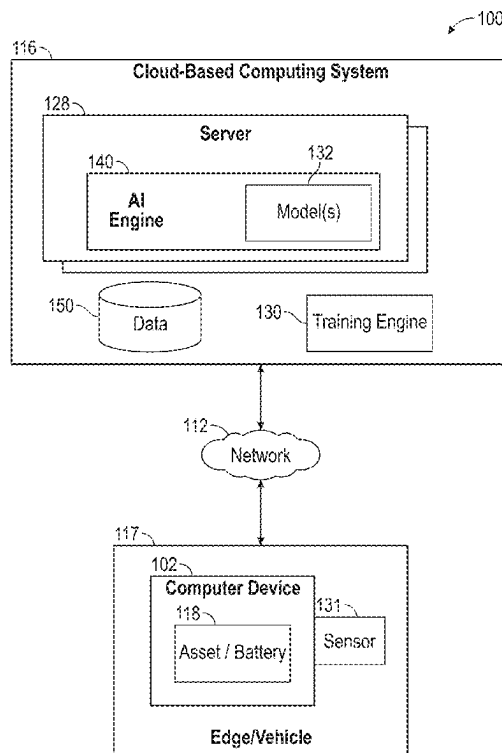 100
116
Cloud-Based Computing System
128
Server
140
132
AI
Engine
Model(s)
150
Data
130
Training Engine
112
Network
117
102
Computer Device
118
131
Asset / Battery
Sensor
Edge/Vehicle